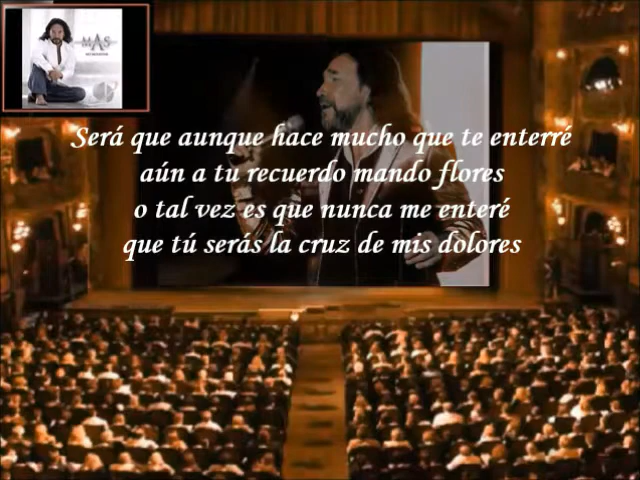 MAS
Será que aunque hace mucho que te enterré
aún a tu recuerdo mando flores
o tal vez es que nunca me enteré
que tú serás la cruz de mis dolores